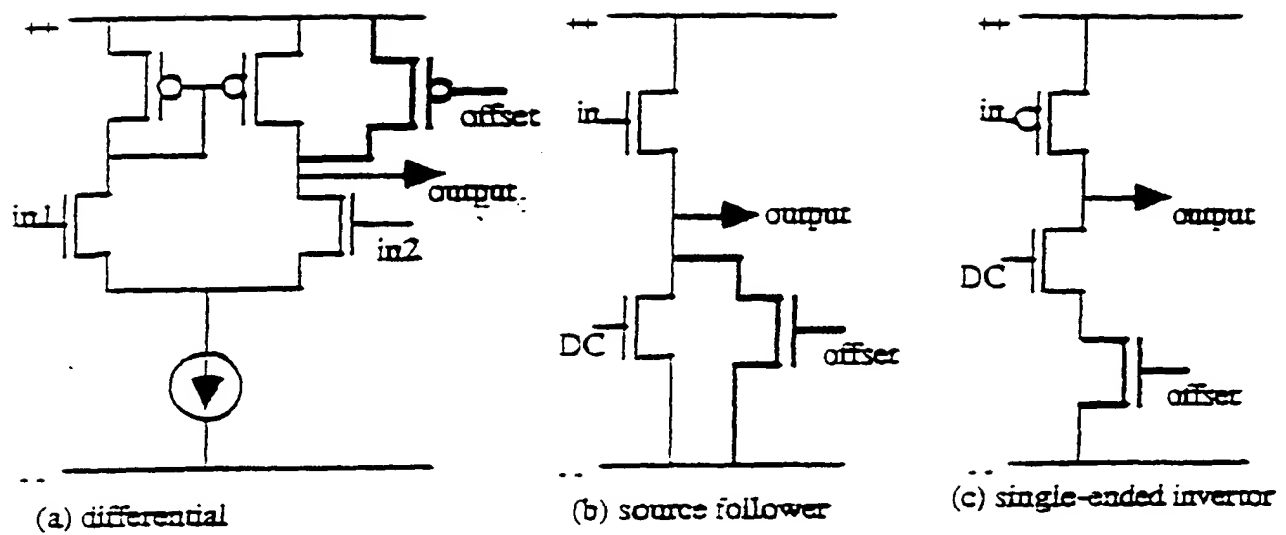 ++
offset
output
in1
in2
--
(a) differential
++
in
output
DC
offset
--
(b) source follower
++
in
output
DC
offset
--
(c) single-ended invertor